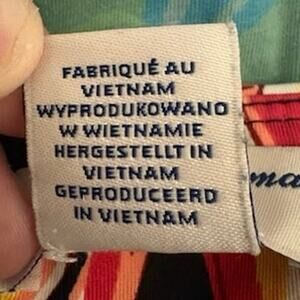 FABRIQUÉ AU
VIETNAM
WYPRODUKOWANO
W WIETNAMIE
HERGESTELLT IN
VIETNAM
GEPRODUCEERD
IN VIETNAM